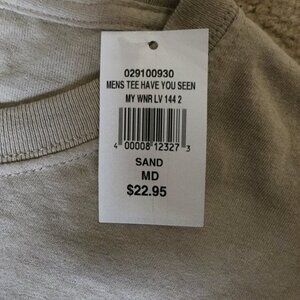 029100930
MENS TEE HAVE YOU SEEN
MY WNR LV 144 2
4 00008 12327 3
SAND
MD
$22.95